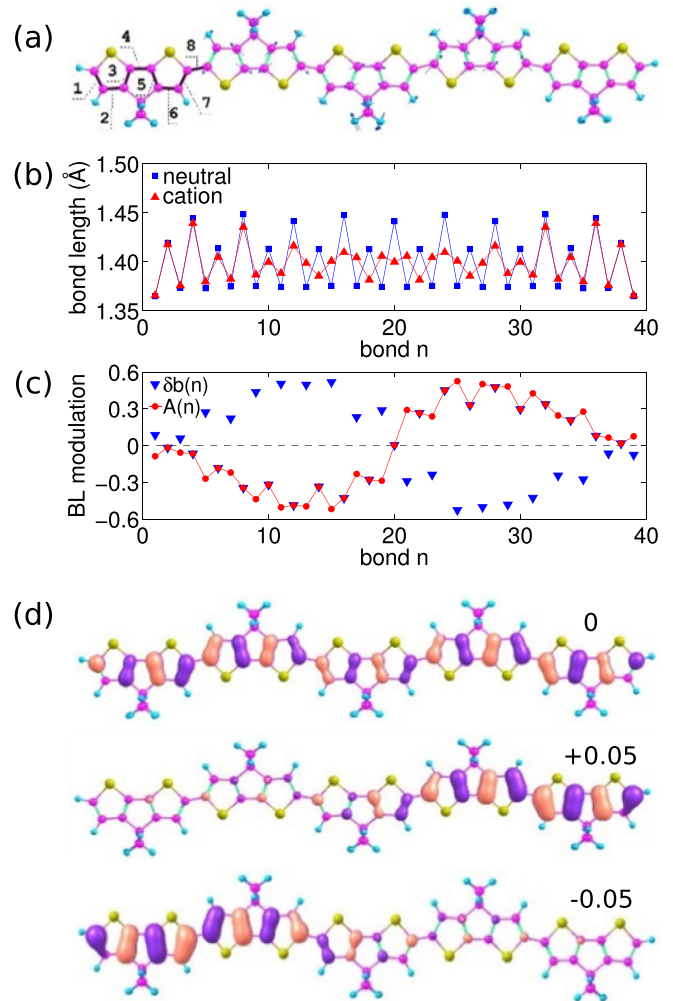 (a)
4
8
3
1
5
7
2
6
(b)
bond length (Å)
1.50
1.45
1.40
1.35
neutral
cation
0
10
20
30
40
bond n
(c)
BL modulation
0.6
0.3
0
−0.3
−0.6
δb(n)
A(n)
0
10
20
30
40
bond n
(d)
0
+0.05
-0.05